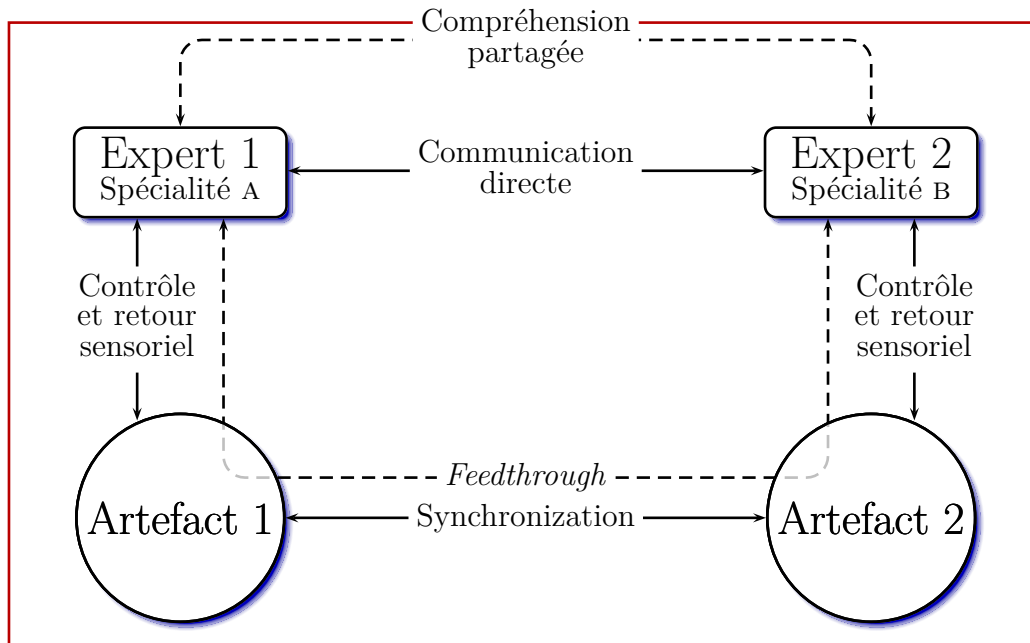 Compréhension
partagée
Expert 1
Spécialité A
Communication
directe
Expert 2
Spécialité B
Contrôle
et retour
sensoriel
Contrôle
et retour
sensoriel
Feedthrough
Artefact 1
Synchronization
Artefact 2